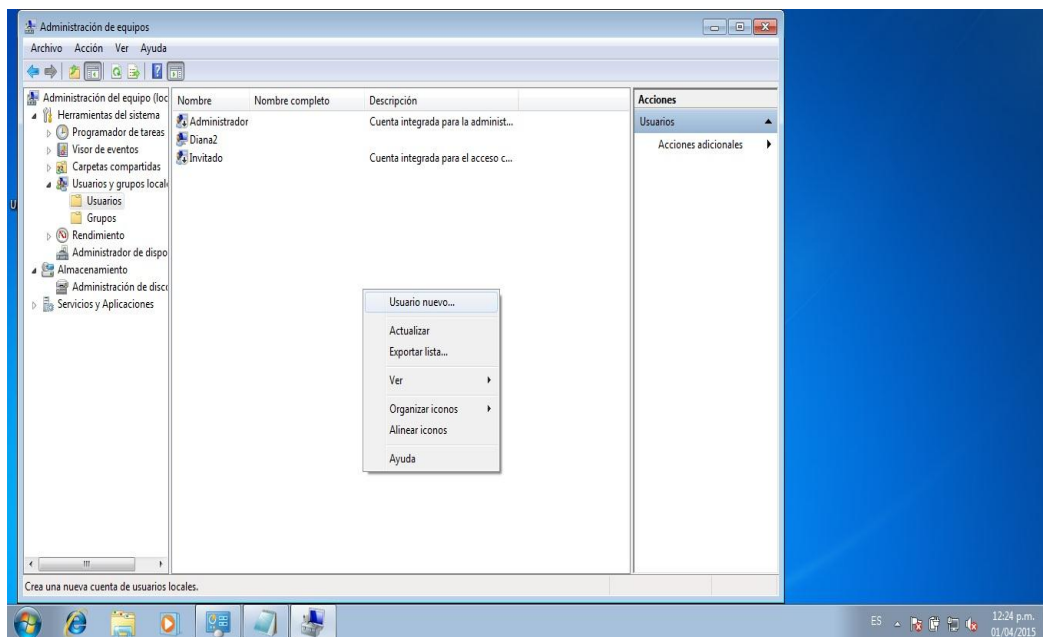 Administración de equipos
Archivo Acción Ver Ayuda
Administración del equipo (loc
Herramientas del sistema
Programador de tareas
Visor de eventos
Carpetas compartidas
Usuarios y grupos local
Usuarios
Grupos
Rendimiento
Administrador de dispo
Almacenamiento
Administración de disco
Servicios y Aplicaciones
Nombre Nombre completo Descripción
Administrador Cuenta integrada para la administ...
Diana2
Invitado Cuenta integrada para el acceso c...
Usuario nuevo...
Actualizar
Exportar lista...
Ver
Organizar iconos
Alinear iconos
Ayuda
Acciones
Usuarios
Acciones adicionales
Crea una nueva cuenta de usuarios locales.
U
ES
12:24 p.m.
01/04/2015